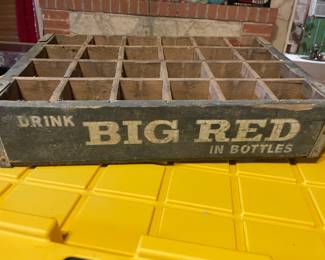 DRINK
BIG RED
IN BOTTLES